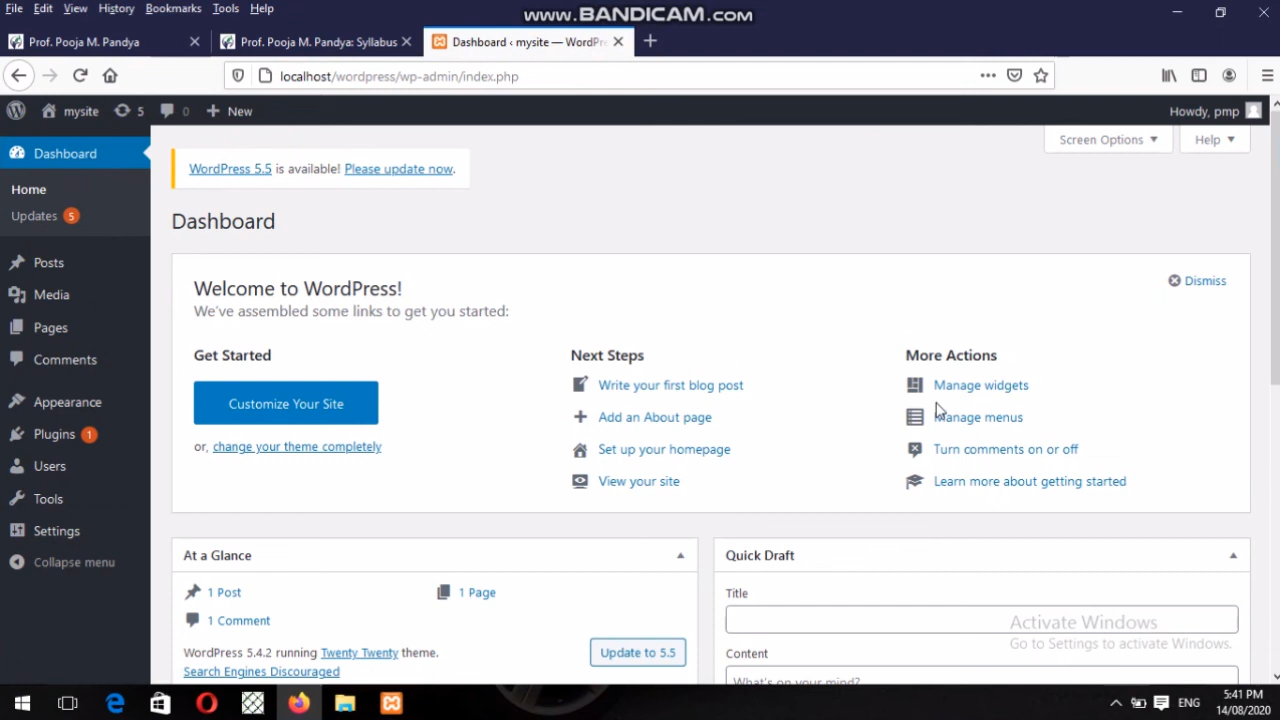 File Edit View History Bookmarks Tools Help
www.BANDICAM.com
Prof. Pooja M. Pandya
Prof. Pooja M. Pandya: Syllabus
Dashboard ‹ mysite — WordPr
localhost/wordpress/wp-admin/index.php
mysite 5 0 New
Howdy, pmp
Dashboard
Home
Updates 5
Posts
Media
Pages
Comments
Appearance
Plugins 1
Users
Tools
Settings
Collapse menu
Screen Options
Help
WordPress 5.5 is available! Please update now.
Dashboard
Welcome to WordPress!
We've assembled some links to get you started:
Dismiss
Get Started
Customize Your Site
or, change your theme completely
Next Steps
Write your first blog post
Add an About page
Set up your homepage
View your site
More Actions
Manage widgets
Manage menus
Turn comments on or off
Learn more about getting started
At a Glance
1 Post
1 Page
1 Comment
WordPress 5.4.2 running Twenty Twenty theme.
Update to 5.5
Search Engines Discouraged
Quick Draft
Title
Content
What's on your mind?
Activate Windows
Go to Settings to activate Windows.
ENG
5:41 PM
14/08/2020